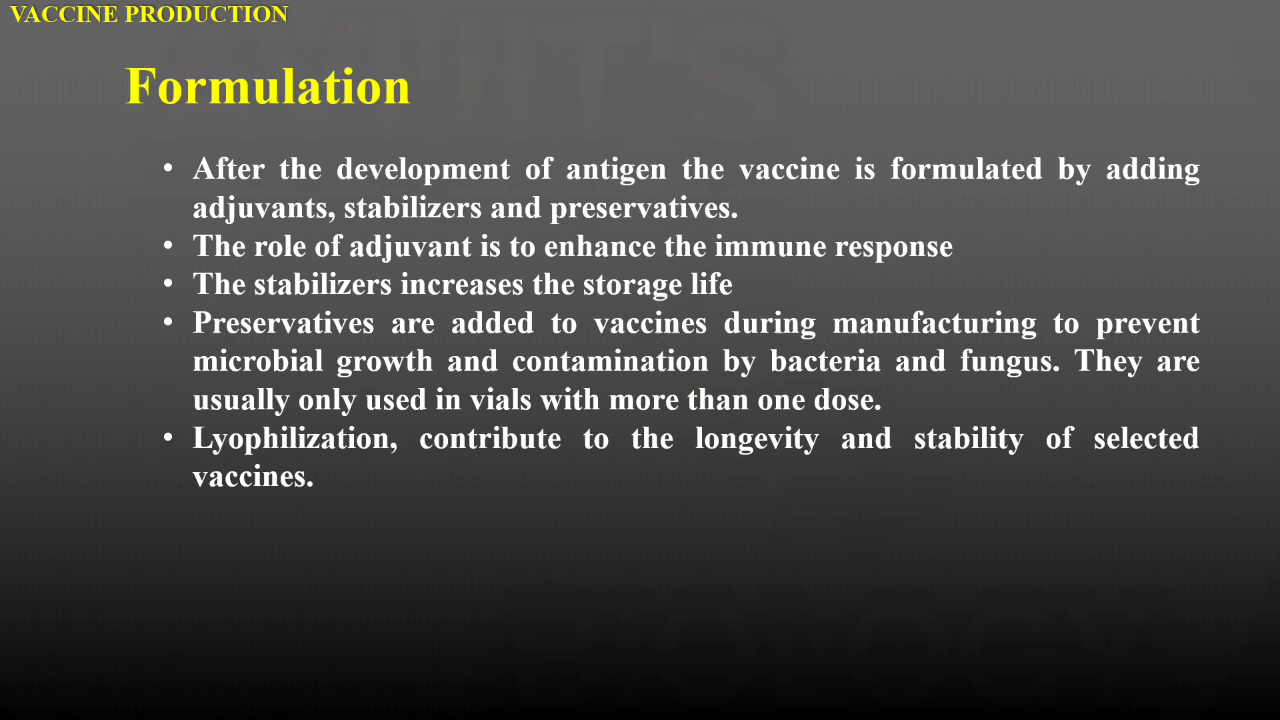 VACCINE PRODUCTION
Formulation
• After the development of antigen the vaccine is formulated by adding
adjuvants, stabilizers and preservatives.
• The role of adjuvant is to enhance the immune response
• The stabilizers increases the storage life
• Preservatives are added to vaccines during manufacturing to prevent
microbial growth and contamination by bacteria and fungus. They are
usually only used in vials with more than one dose.
• Lyophilization, contribute to the longevity and stability of selected
vaccines.
BIOLOGY